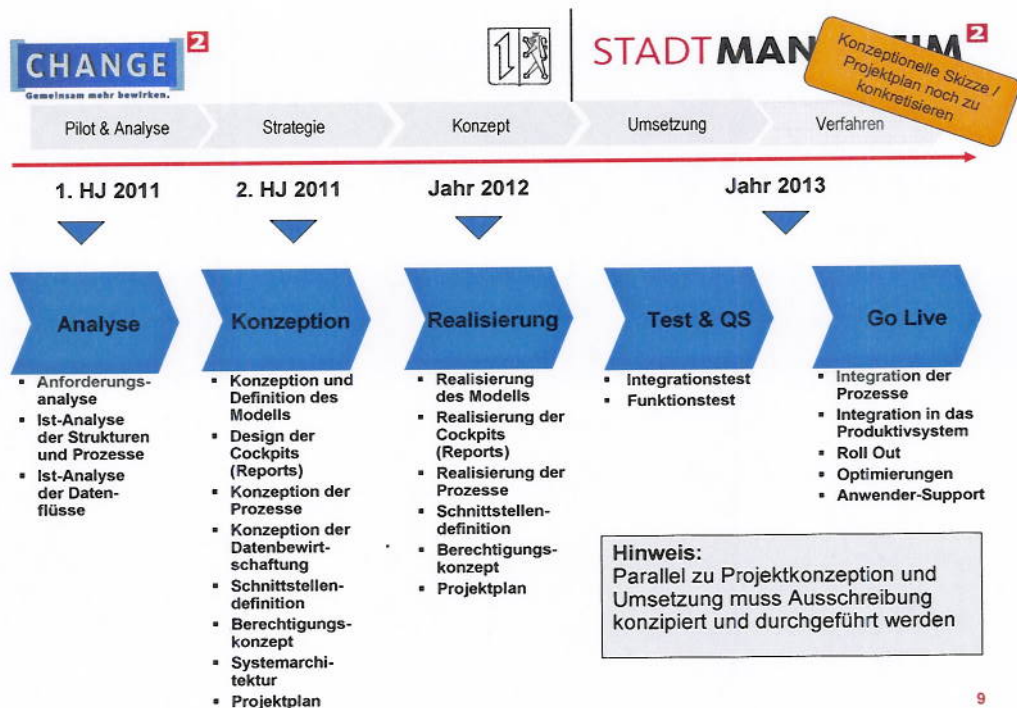 CHANGE 2
Gemeinsam mehr bewirken.
STADT MAN EIM 2
Konzeptionelle Skizze /
Projektplan noch zu
konkretisieren
Pilot & Analyse
Strategie
Konzept
Umsetzung
Verfahren
1. HJ 2011
2. HJ 2011
Jahr 2012
Jahr 2013
Analyse
▪ Anforderungs-
analyse
▪ Ist-Analyse
der Strukturen
und Prozesse
▪ Ist-Analyse
der Daten-
flüsse
Konzeption
▪ Konzeption und
Definition des
Modells
▪ Design der
Cockpits
(Reports)
▪ Konzeption der
Prozesse
▪ Konzeption der
Datenbewirt-
schaftung
▪ Schnittstellen-
definition
▪ Berechtigungs-
konzept
▪ Systemarchi-
tektur
▪ Projektplan
Realisierung
▪ Realisierung
des Modells
▪ Realisierung der
Cockpits
(Reports)
▪ Realisierung der
Prozesse
▪ Schnittstellen-
definition
▪ Berechtigungs-
konzept
▪ Projektplan
Test & QS
▪ Integrationstest
▪ Funktionstest
Go Live
▪ Integration der
Prozesse
▪ Integration in das
Produktivsystem
▪ Roll Out
▪ Optimierungen
▪ Anwender-Support
Hinweis:
Parallel zu Projektkonzeption und
Umsetzung muss Ausschreibung
konzipiert und durchgeführt werden
9